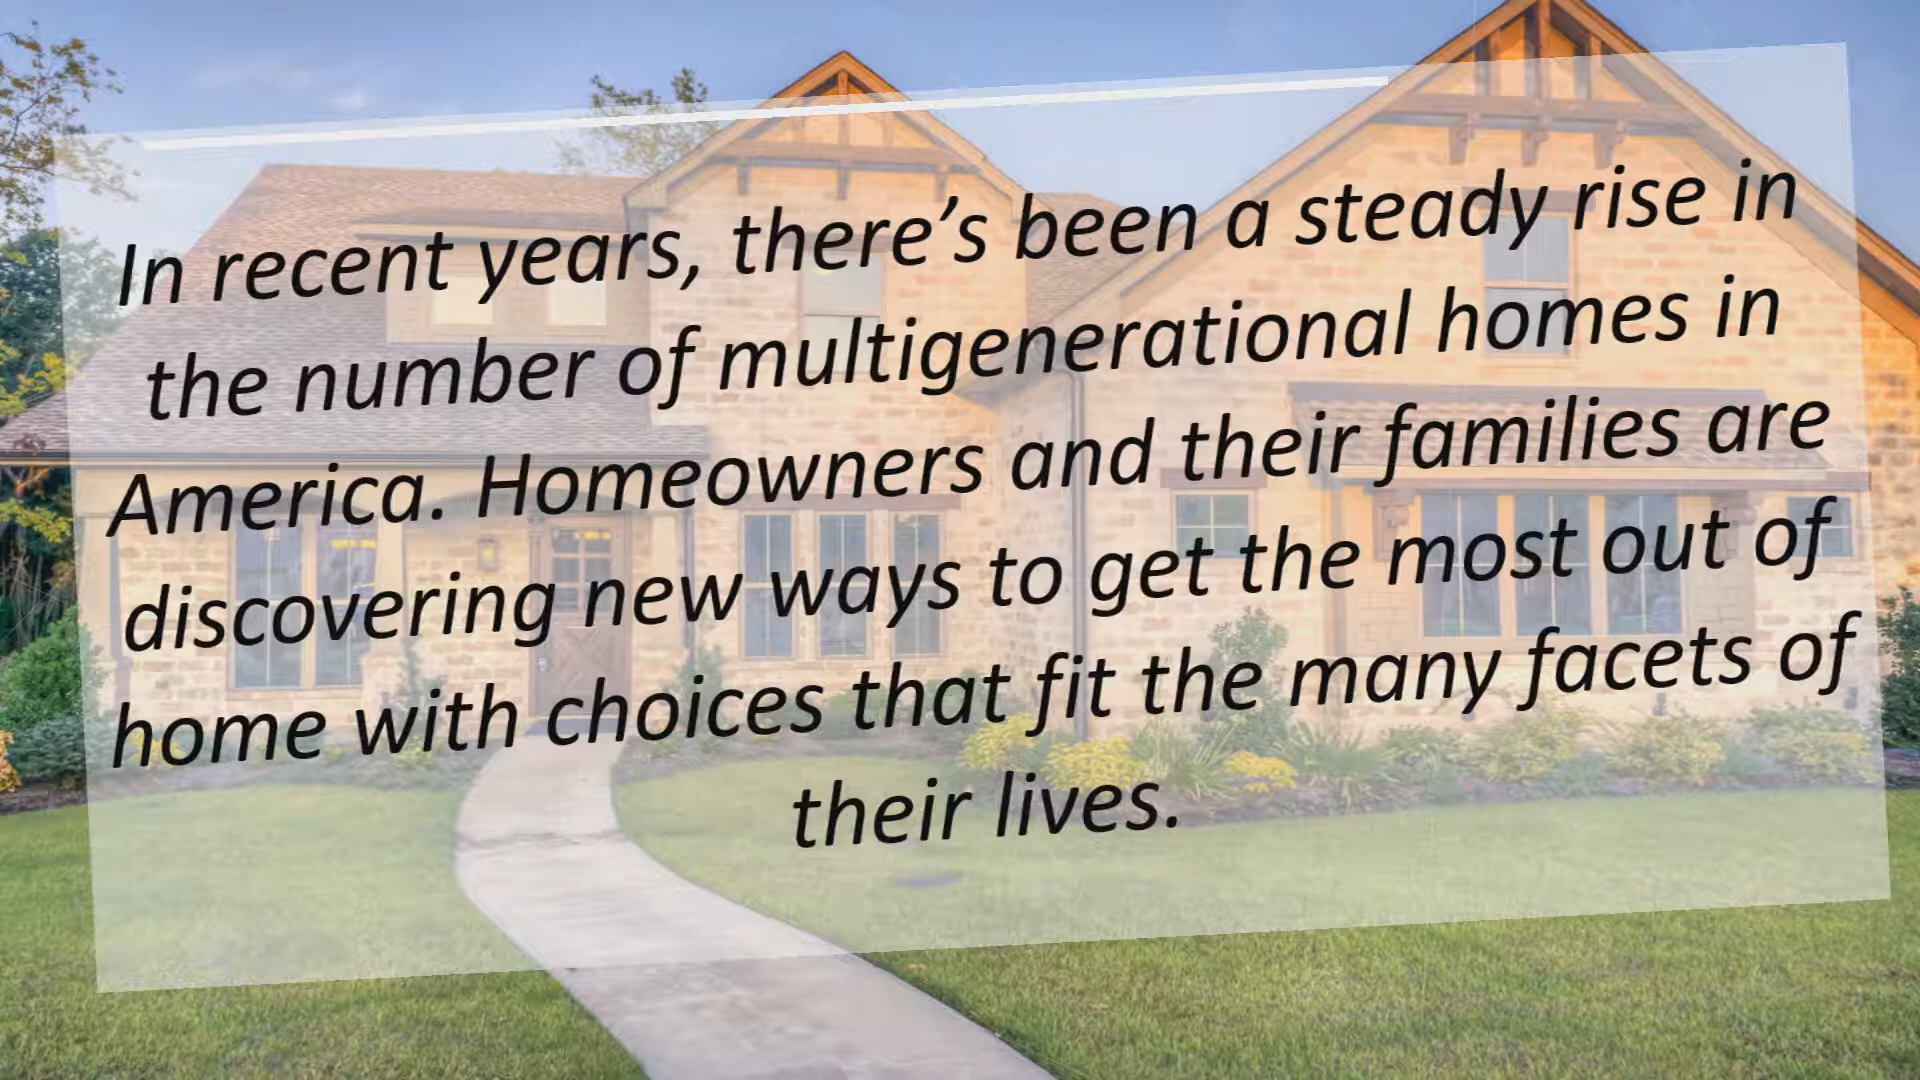 In recent years, there’s been a steady rise in
the number of multigenerational homes in
America. Homeowners and their families are
discovering new ways to get the most out of
home with choices that fit the many facets of
their lives.